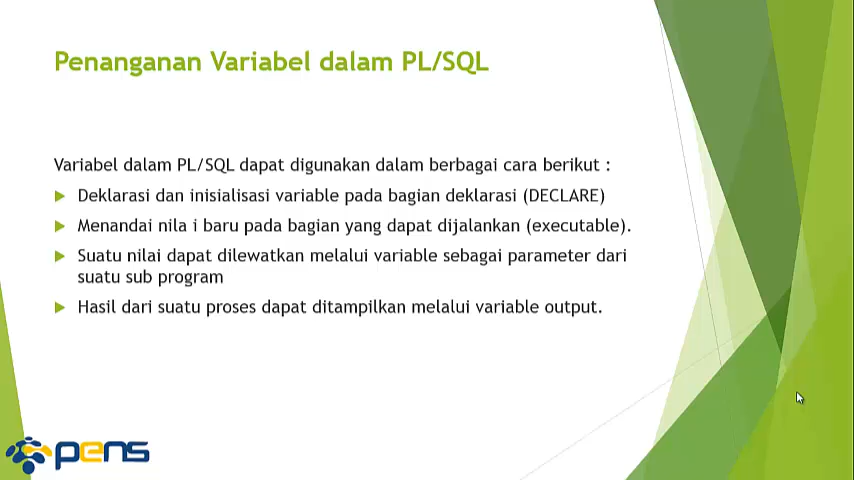 Penanganan Variabel dalam PL/SQL
Variabel dalam PL/SQL dapat digunakan dalam berbagai cara berikut :
Deklarasi dan inisialisasi variable pada bagian deklarasi (DECLARE)
Menandai nila i baru pada bagian yang dapat dijalankan (executable).
Suatu nilai dapat dilewatkan melalui variable sebagai parameter dari
suatu sub program
Hasil dari suatu proses dapat ditampilkan melalui variable output.
pens